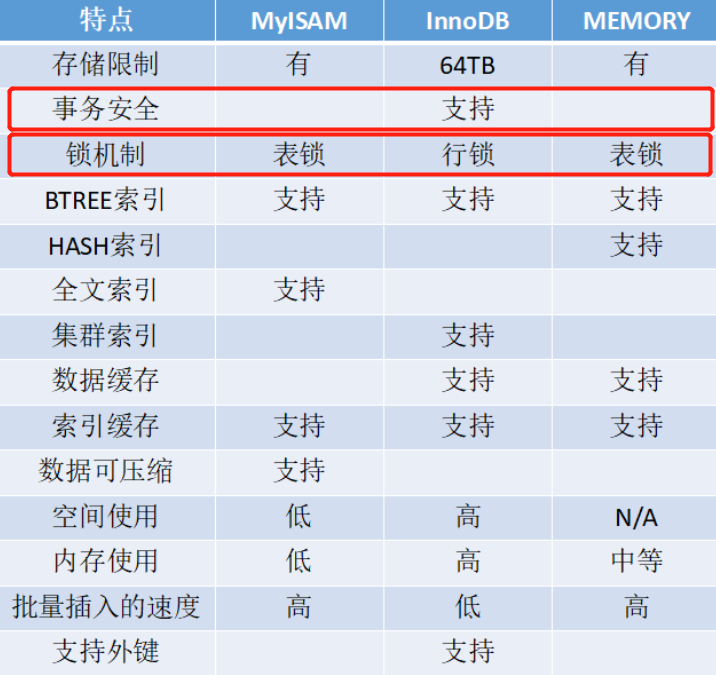 特点 MyISAM InnoDB MEMORY
存储限制 有 64TB 有
事务安全 支持
锁机制 表锁 行锁 表锁
BTREE索引 支持 支持 支持
HASH索引 支持
全文索引 支持
集群索引 支持
数据缓存 支持 支持
索引缓存 支持 支持 支持
数据可压缩 支持
空间使用 低 高 N/A
内存使用 低 高 中等
批量插入的速度 高 低 高
支持外键 支持